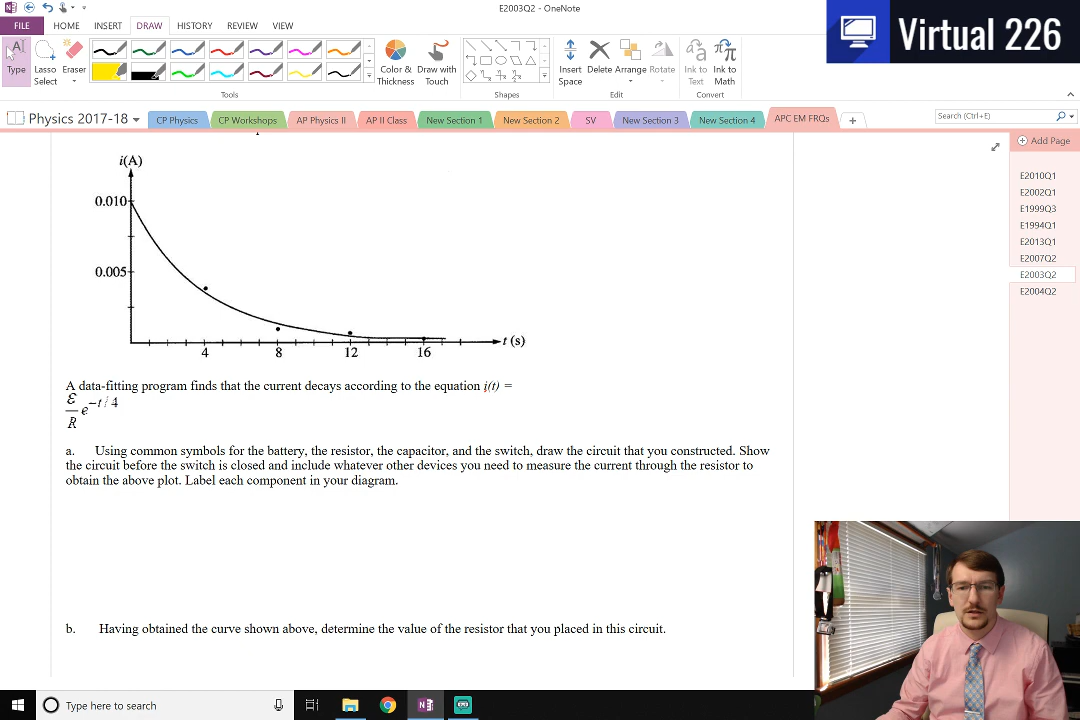 E2003Q2 - OneNote
FILE HOME INSERT DRAW HISTORY REVIEW VIEW
Virtual 226
Type Lasso Select Eraser Color & Thickness Draw with Touch Insert Space Delete Arrange Rotate Ink to Text Ink to Math
Tools Shapes Edit Convert
Physics 2017-18 CP Physics CP Workshops AP Physics II AP II Class New Section 1 New Section 2 SV New Section 3 New Section 4 APC EM FRQs + Search (Ctrl+E)
Add Page
E2010Q1
E2002Q1
E1999Q3
E1994Q1
E2013Q1
E2007Q2
E2003Q2
E2004Q2
i(A)
0.010
0.005
4 8 12 16 t (s)
A data-fitting program finds that the current decays according to the equation i(t) =
ε/R e^−t/4
a. Using common symbols for the battery, the resistor, the capacitor, and the switch, draw the circuit that you constructed. Show
the circuit before the switch is closed and include whatever other devices you need to measure the current through the resistor to
obtain the above plot. Label each component in your diagram.
b. Having obtained the curve shown above, determine the value of the resistor that you placed in this circuit.
Type here to search